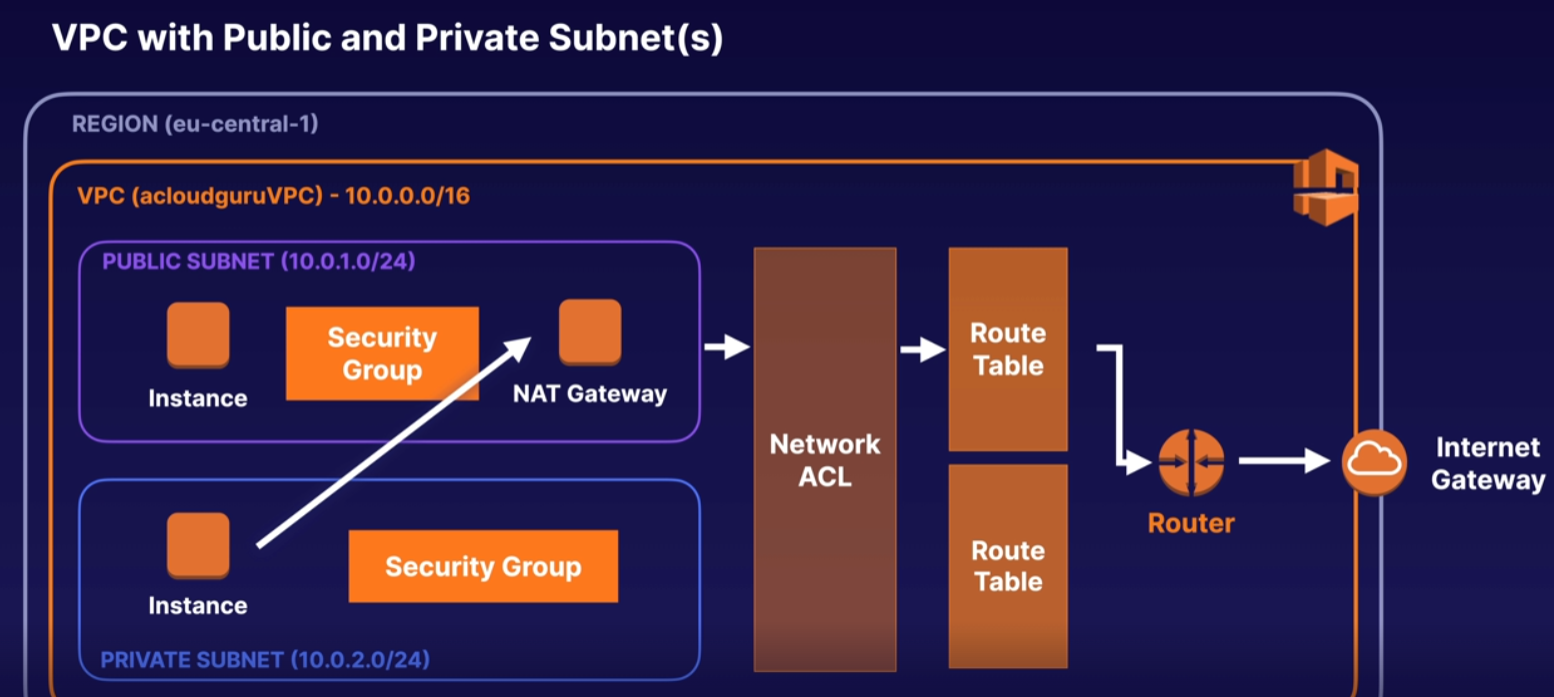 VPC with Public and Private Subnet(s)
REGION (eu-central-1)
VPC (acloudguruVPC) - 10.0.0.0/16
PUBLIC SUBNET (10.0.1.0/24)
Instance
Security
Group
NAT Gateway
Instance
Security Group
PRIVATE SUBNET (10.0.2.0/24)
Network
ACL
Route
Table
Route
Table
Router
Internet
Gateway